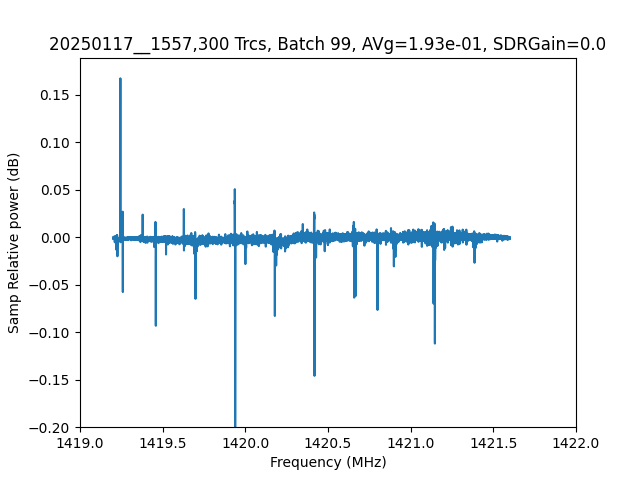 20250117__1557,300 Trcs, Batch 99, AVg=1.93e-01, SDRGain=0.0
Samp Relative power (dB)
0.15
0.10
0.05
0.00
−0.05
−0.10
−0.15
−0.20
1419.0 1419.5 1420.0 1420.5 1421.0 1421.5 1422.0
Frequency (MHz)